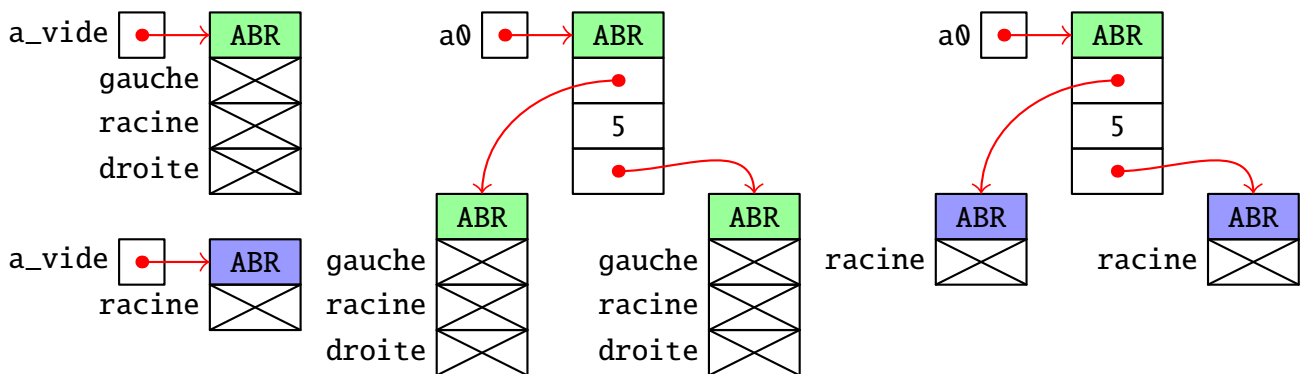 a_vide ABR
gauche
racine
droite
a_vide ABR
racine
a0 ABR
5
ABR ABR
gauche gauche
racine racine
droite droite
a0 ABR
5
ABR ABR
racine racine